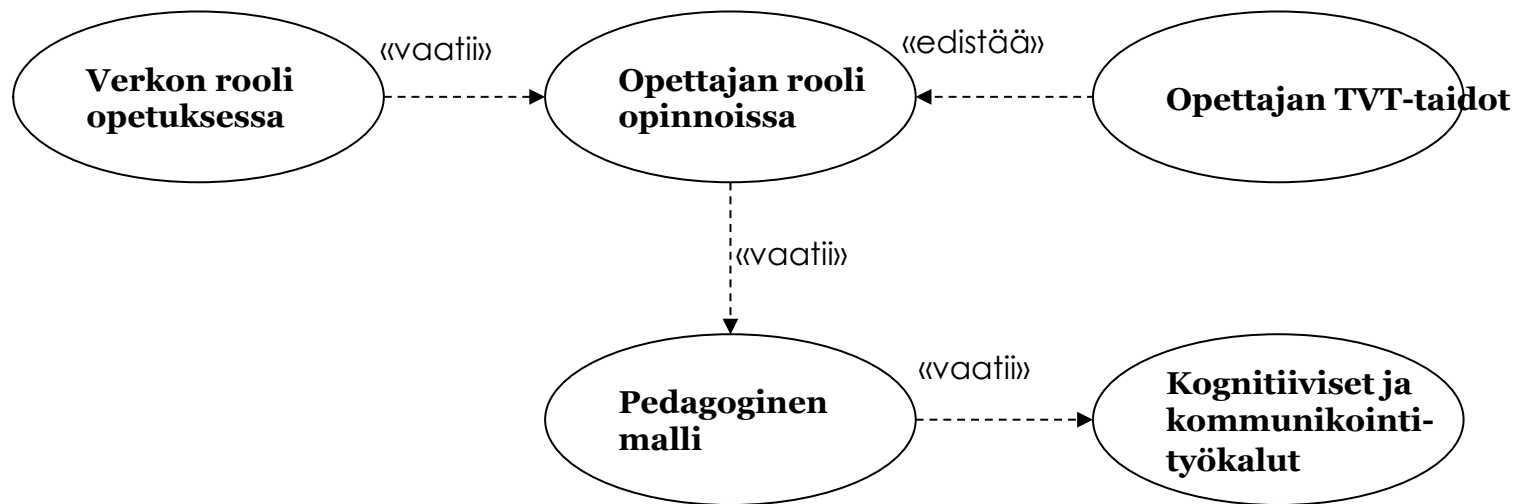 «vaatii»
«edistää»
Verkon rooli
opetuksessa
Opettajan rooli
opinnoissa
Opettajan TVT-taidot
«vaatii»
«vaatii»
Pedagoginen
malli
Kognitiiviset ja
kommunikointi-
työkalut